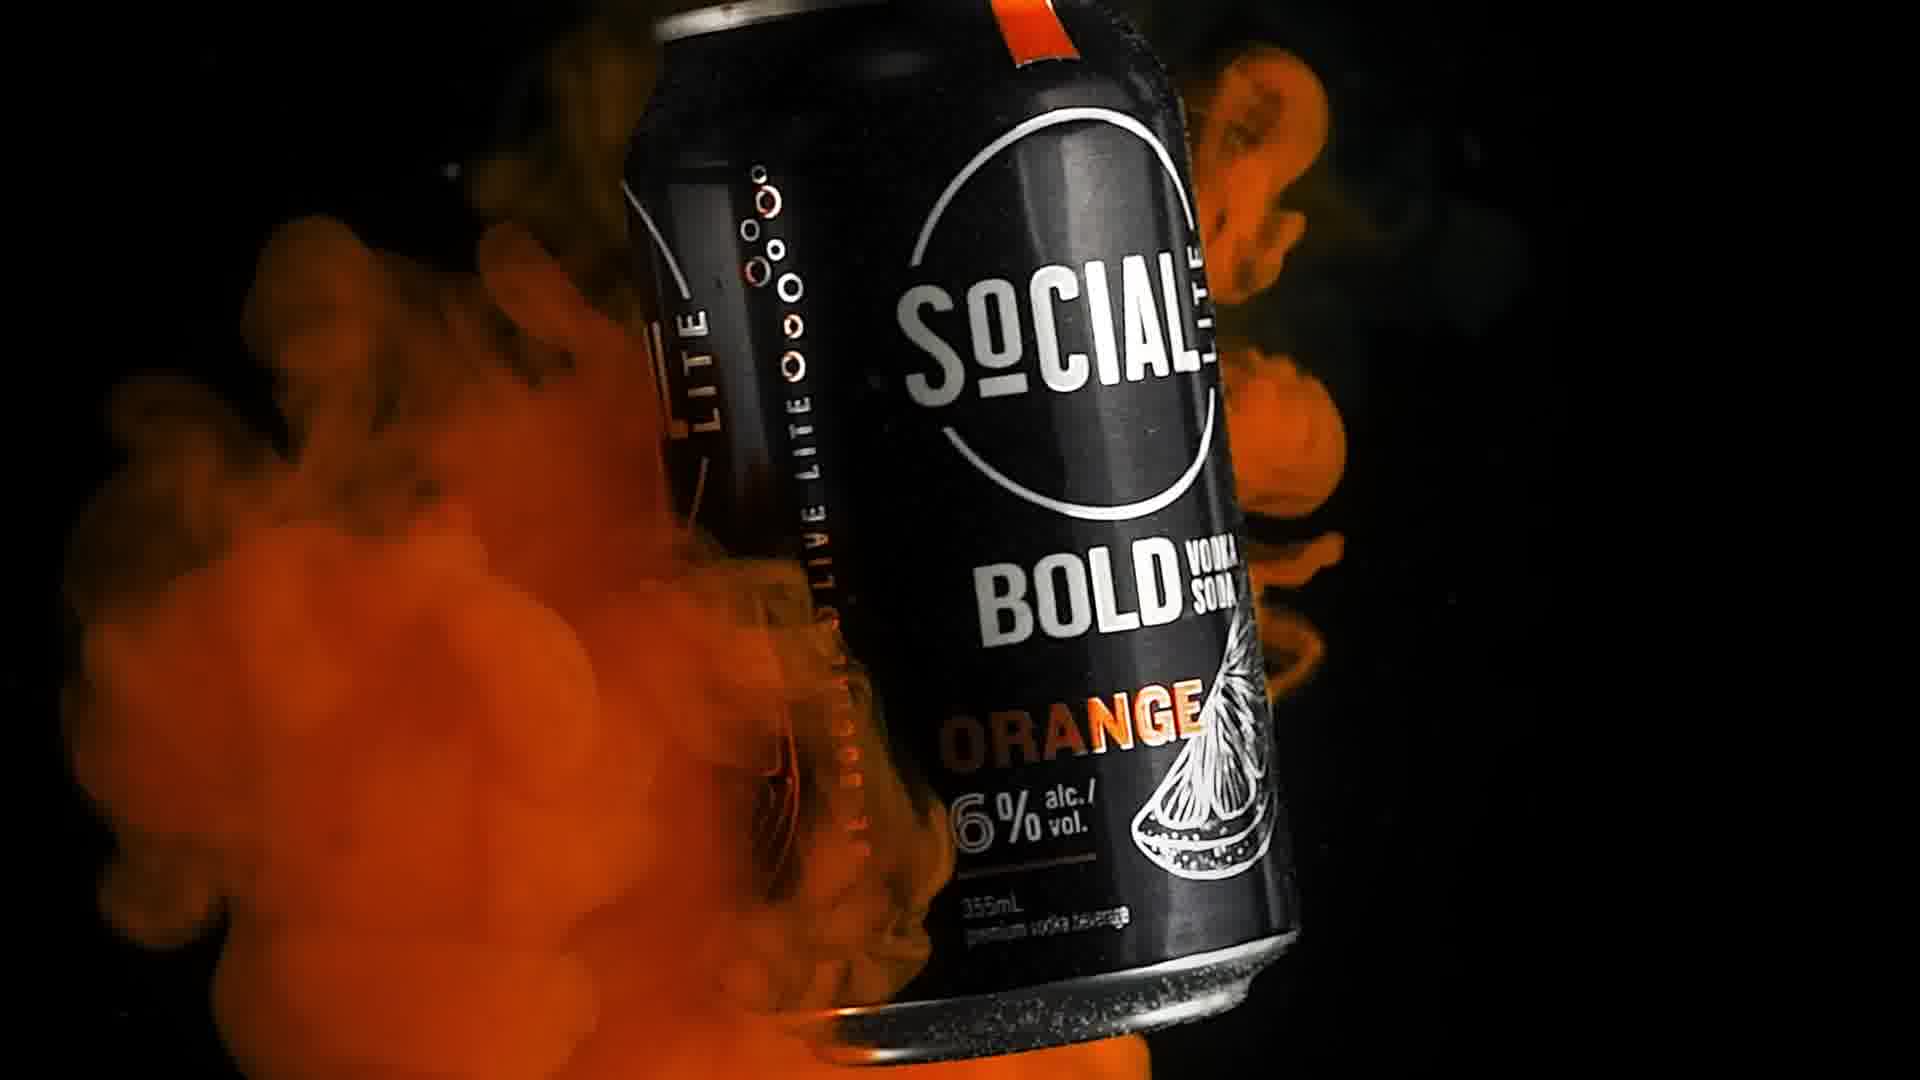 LITE
LIVE LITE
SOCIAL
LITE
BOLD
VODKA
SODA
ORANGE
6% alc./
vol.
355mL
premium vodka beverage